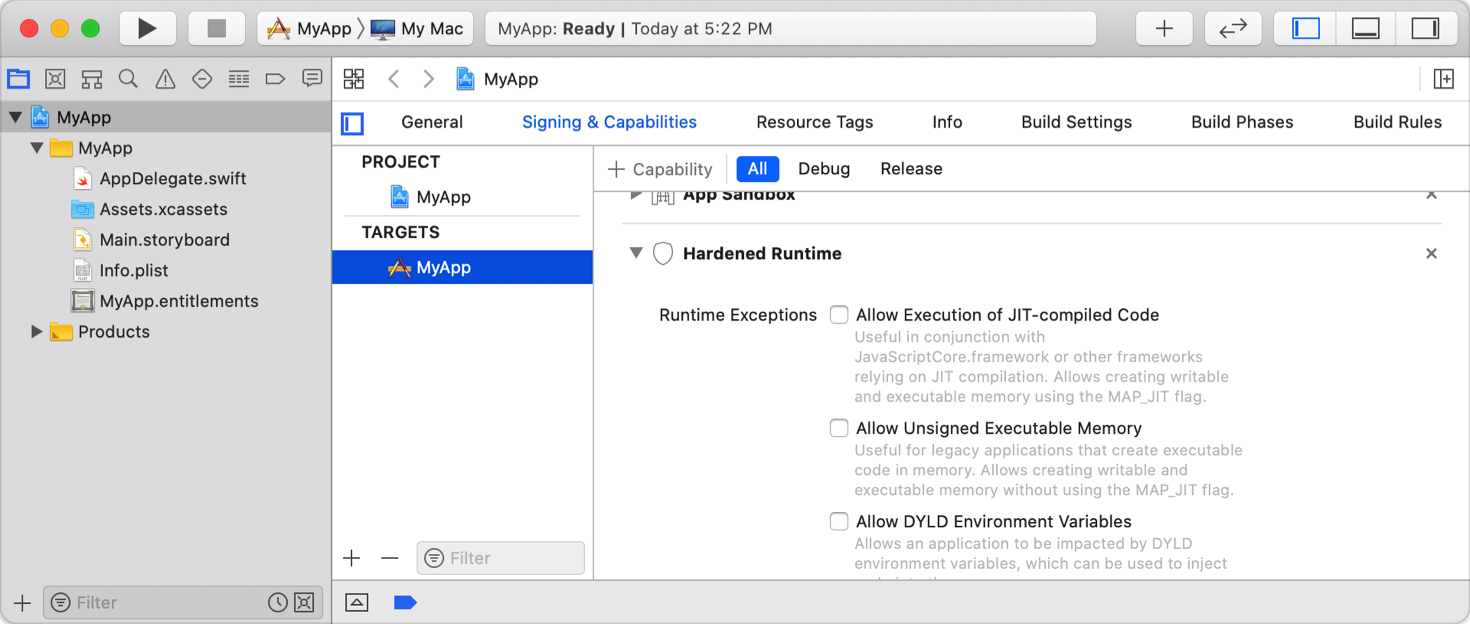 MyApp My Mac
MyApp: Ready | Today at 5:22 PM
MyApp
General Signing & Capabilities Resource Tags Info Build Settings Build Phases Build Rules
MyApp
MyApp
AppDelegate.swift
Assets.xcassets
Main.storyboard
Info.plist
MyApp.entitlements
Products
Filter
PROJECT
MyApp
TARGETS
MyApp
Filter
Capability All Debug Release
App Sandbox
Hardened Runtime
Runtime Exceptions
Allow Execution of JIT-compiled Code
Useful in conjunction with
JavaScriptCore.framework or other frameworks
relying on JIT compilation. Allows creating writable
and executable memory using the MAP_JIT flag.
Allow Unsigned Executable Memory
Useful for legacy applications that create executable
code in memory. Allows creating writable and
executable memory without using the MAP_JIT flag.
Allow DYLD Environment Variables
Allows an application to be impacted by DYLD
environment variables, which can be used to inject